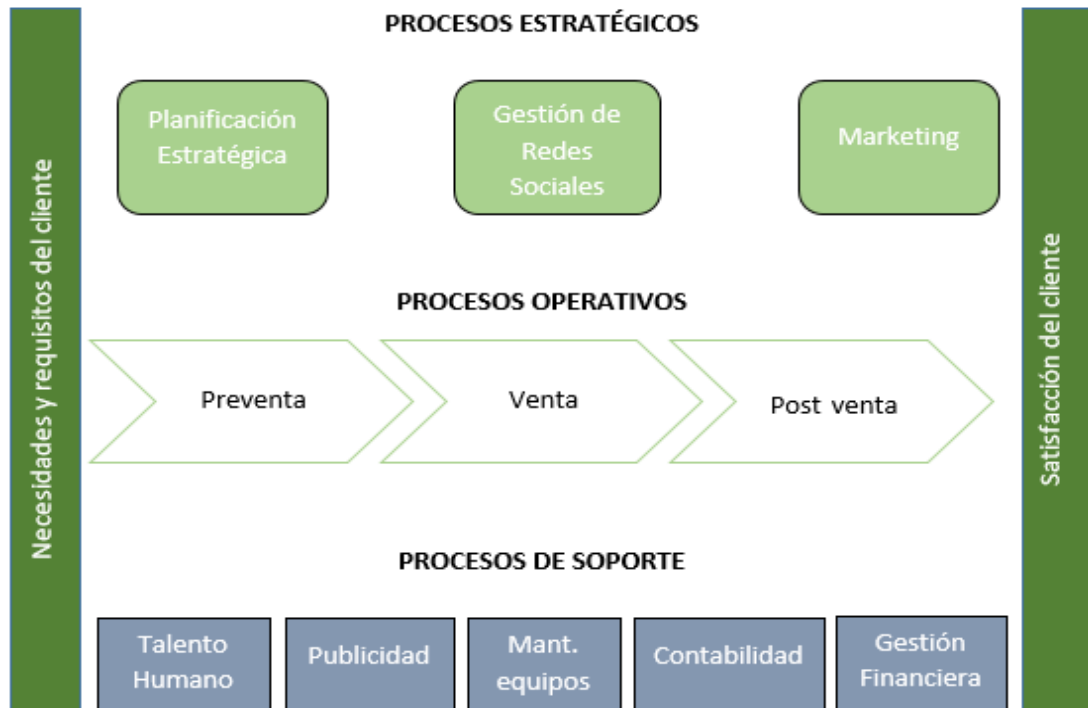 PROCESOS ESTRATÉGICOS
Necesidades y requisitos del cliente
Planificación
Estratégica
Gestión de
Redes
Sociales
Marketing
PROCESOS OPERATIVOS
Preventa
Venta
Post venta
PROCESOS DE SOPORTE
Talento
Humano
Publicidad
Mant.
equipos
Contabilidad
Gestión
Financiera
Satisfacción del cliente